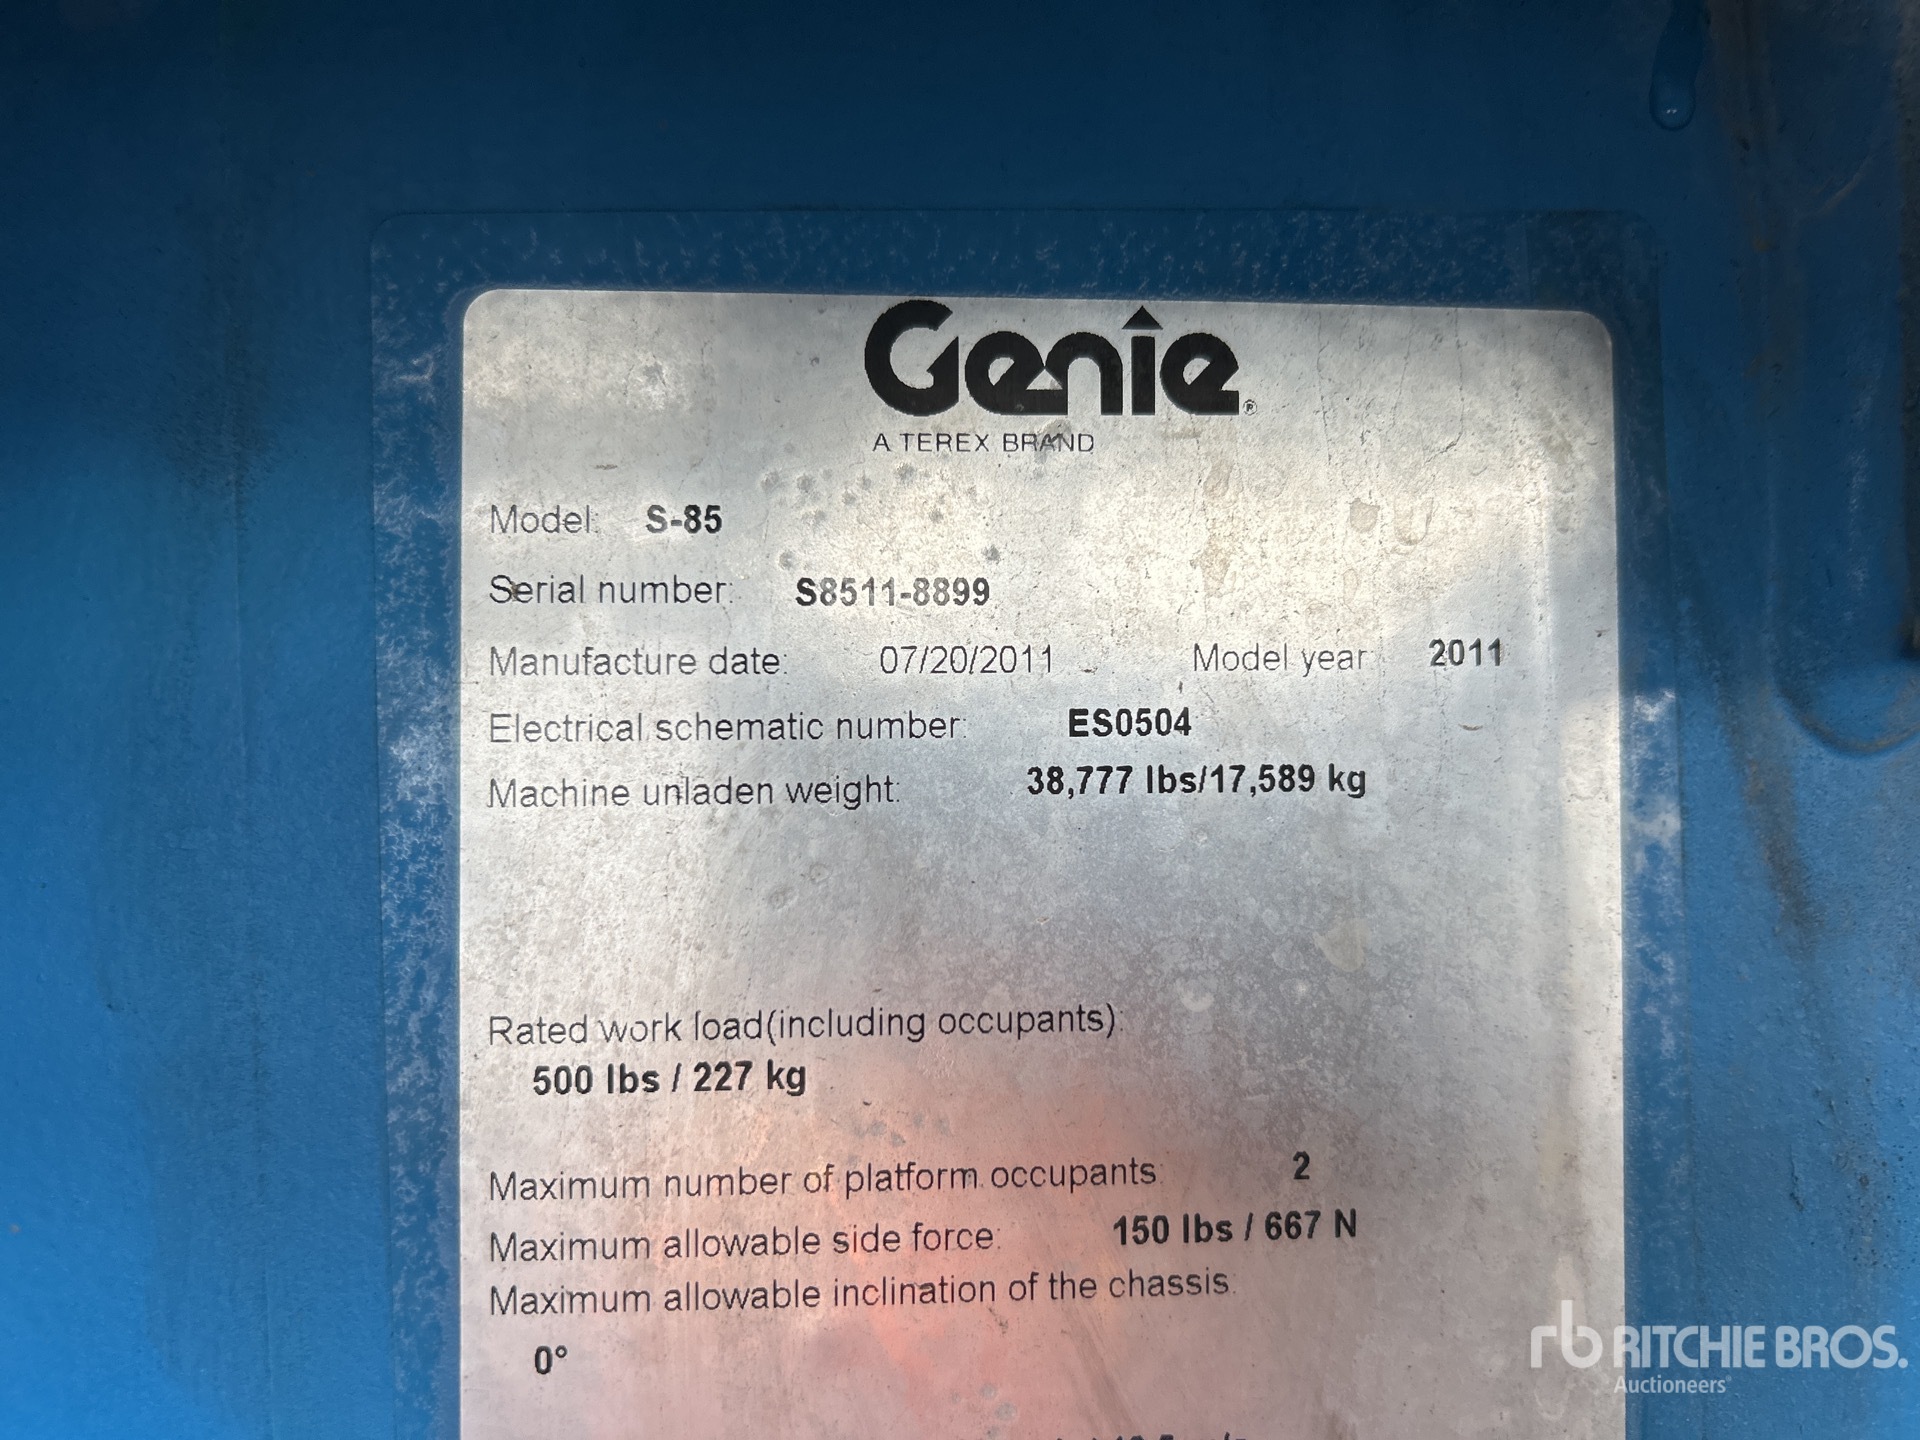 Genie®
A TEREX BRAND
Model: S-85
Serial number: S8511-8899
Manufacture date: 07/20/2011 Model year: 2011
Electrical schematic number: ES0504
Machine unladen weight: 38,777 lbs/17,589 kg
Rated work load(including occupants):
500 lbs / 227 kg
Maximum number of platform occupants: 2
Maximum allowable side force: 150 lbs / 667 N
Maximum allowable inclination of the chassis:
0°
rb RITCHIE BROS.
Auctioneers